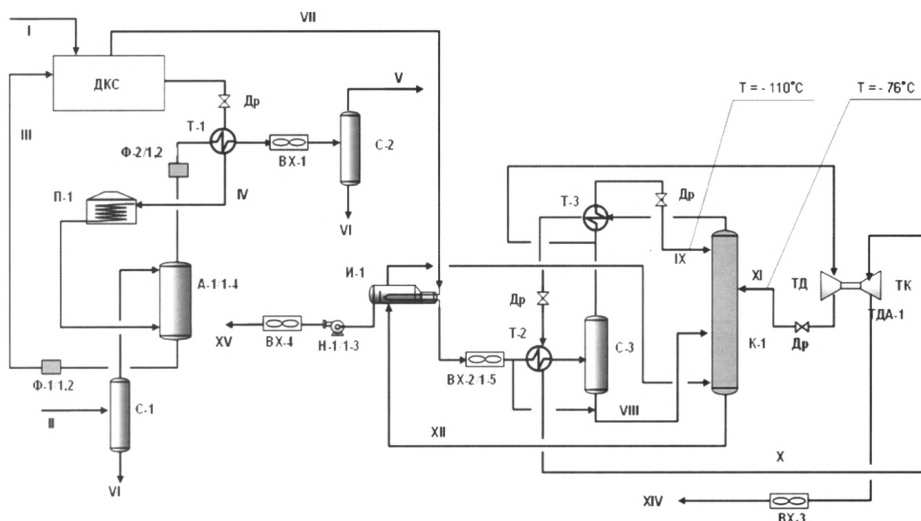 VII
I
ДКС
Др
V
T = - 110°C
T = - 76°C
III
Т-1
С-2
Ф-2/1,2
ВХ-1
П-1
IV
VI
Т-3
Др
IX
А-1/1-4
И-1
XI
ТД
ТК
ТДА-1
Др
Др
XV
ВХ-4
Н-1/1-3
Т-2
С-3
К-1
Ф-1/1,2
ВХ-2/1-5
С-1
VIII
II
XII
X
VI
XIV
ВХ-3